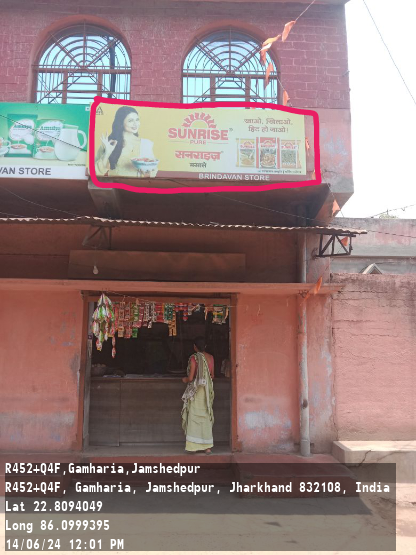 VAN STORE
SUNRISE
PURE
सनराइज़
मसाले
खाओ, खिलाओ,
हिट हो जाओ!
BRINDAVAN STORE
R452+Q4F,Gamharia,Jamshedpur
R452+Q4F, Gamharia, Jamshedpur, Jharkhand 832108, India
Lat 22.8094049
Long 86.0999395
14/06/24 12:01 PM